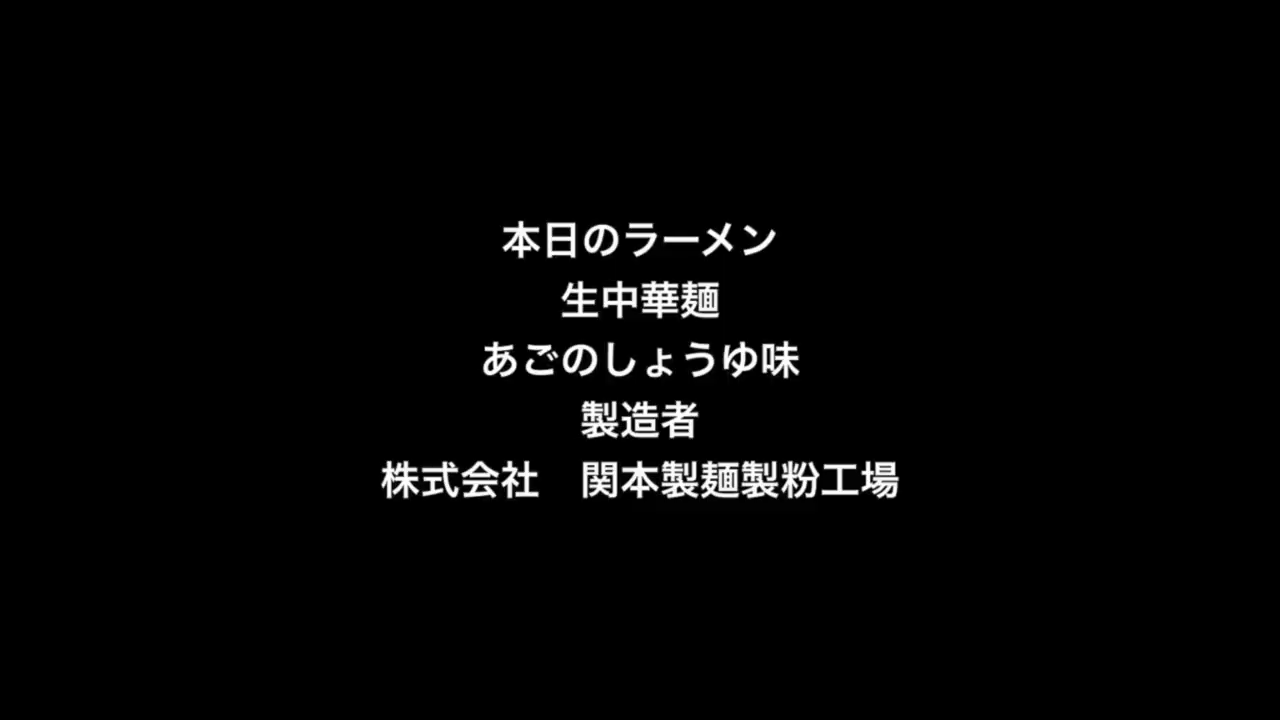 本日のラーメン
生中華麺
あごのしょうゆ味
製造者
株式会社　関本製麺製粉工場